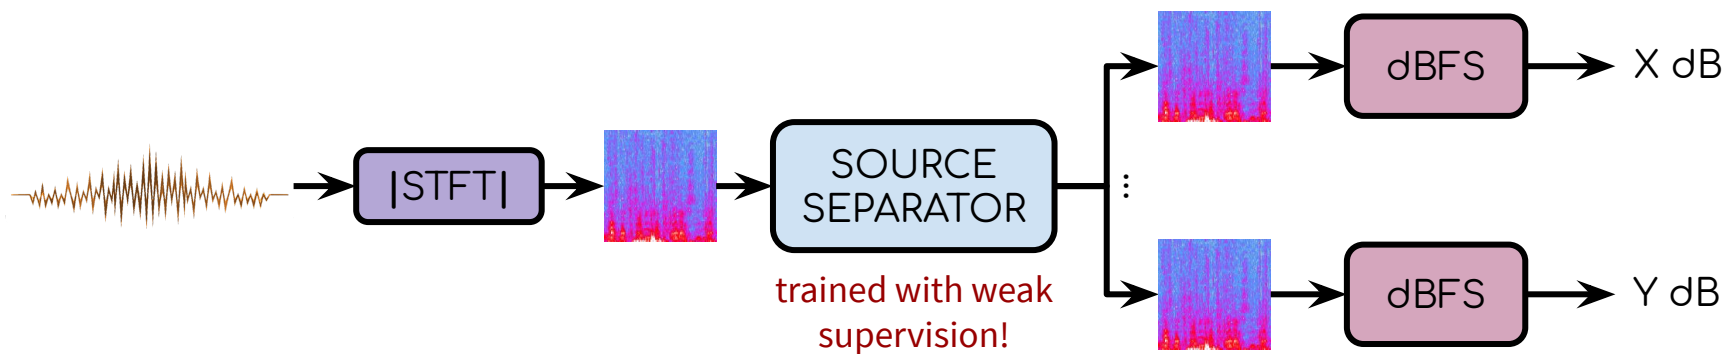 |STFT|
SOURCE
SEPARATOR
trained with weak
supervision!
⋮
dBFS
X dB
dBFS
Y dB